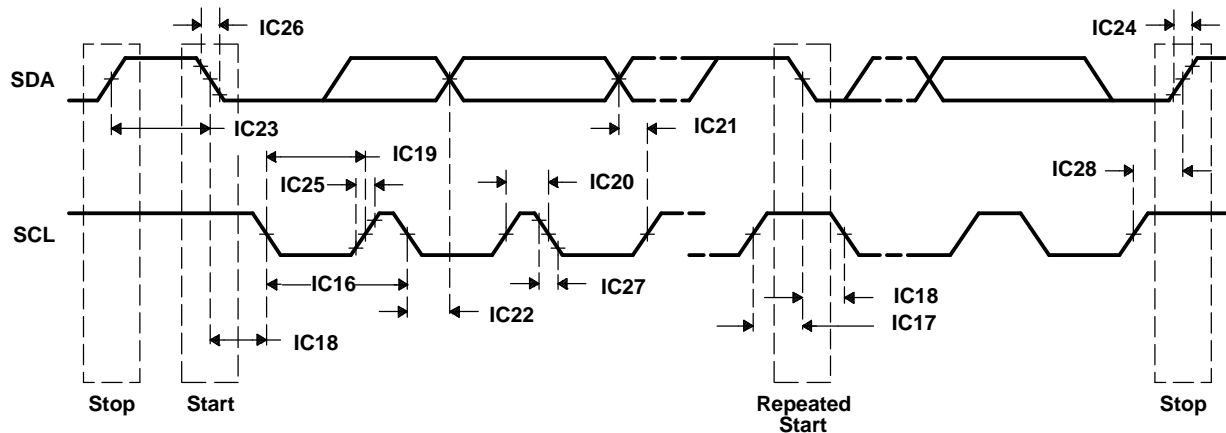 IC26
IC24
SDA
IC23
IC21
IC19
IC25
IC20
IC28
SCL
IC16
IC27
IC22
IC18
IC18
IC17
Stop
Start
Repeated
Start
Stop